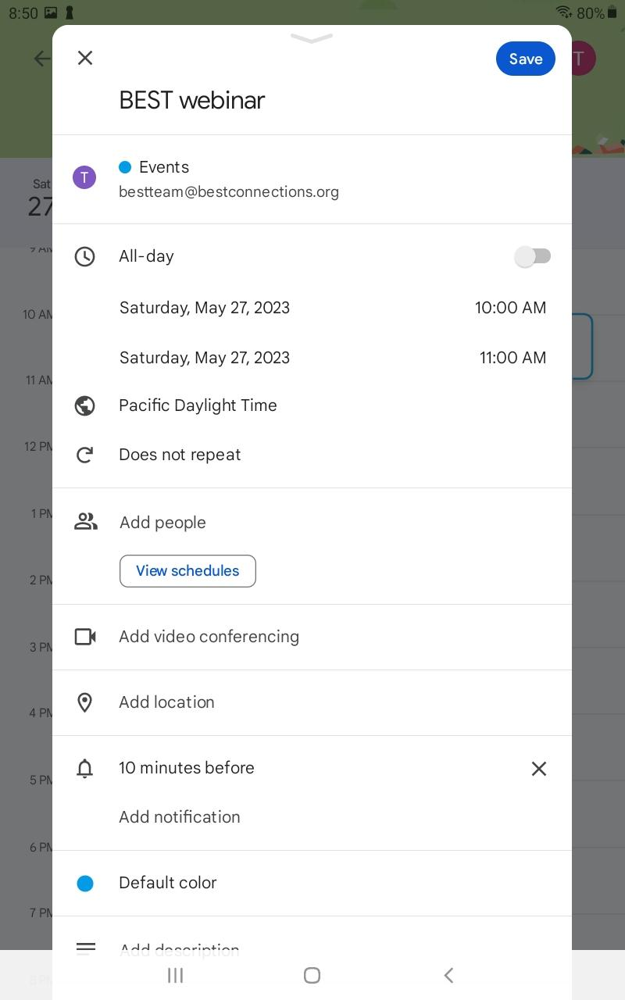 8:50
80%
T
Save
BEST webinar
T
Events
bestteam@bestconnections.org
Sat
27
All-day
9 AM
Saturday, May 27, 2023 10:00 AM
10 AM
Saturday, May 27, 2023 11:00 AM
11 AM
Pacific Daylight Time
12 PM
Does not repeat
1 PM
Add people
View schedules
2 PM
Add video conferencing
3 PM
Add location
4 PM
10 minutes before
5 PM
Add notification
6 PM
Default color
7 PM
Add description
8 PM